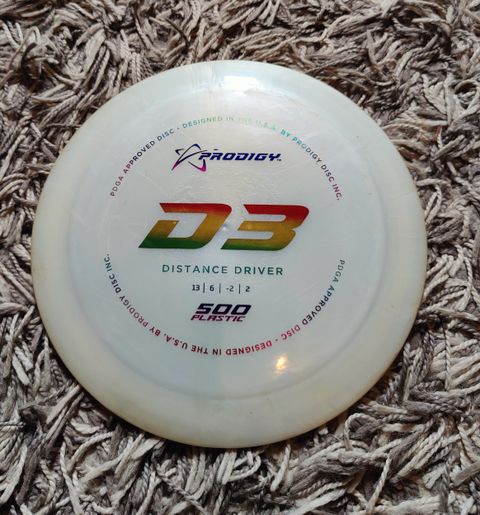 PDGA APPROVED DISC - DESIGNED IN THE U.S.A. BY PRODIGY DISC INC.
PRODIGY
D3
DISTANCE DRIVER
13 | 6 | -2 | 2
500
PLASTIC
PDGA APPROVED DISC - DESIGNED IN THE U.S.A. BY PRODIGY DISC INC.